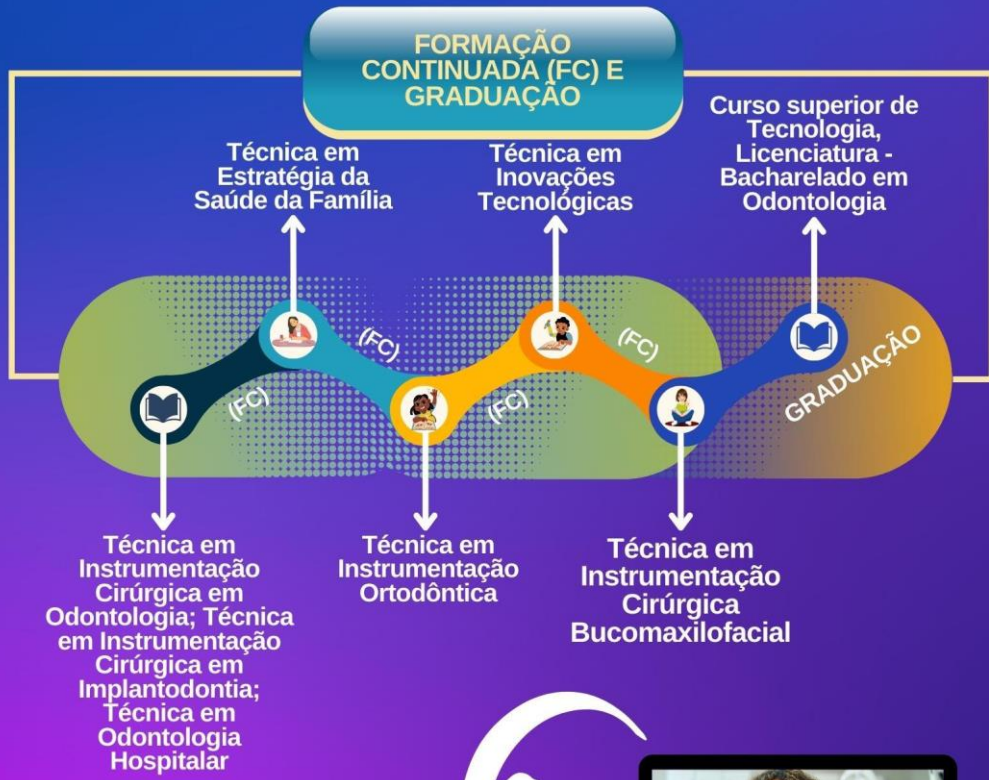 FORMAÇÃO
CONTINUADA (FC) E
GRADUAÇÃO
Técnica em
Estratégia da
Saúde da Família
Técnica em
Inovações
Tecnológicas
Curso superior de
Tecnologia,
Licenciatura -
Bacharelado em
Odontologia
(FC)
(FC)
(FC)
(FC)
GRADUAÇÃO
Técnica em
Instrumentação
Cirúrgica em
Odontologia; Técnica
em Instrumentação
Cirúrgica em
Implantodontia;
Técnica em
Odontologia
Hospitalar
Técnica em
Instrumentação
Ortodôntica
Técnica em
Instrumentação
Cirúrgica
Bucomaxilofacial